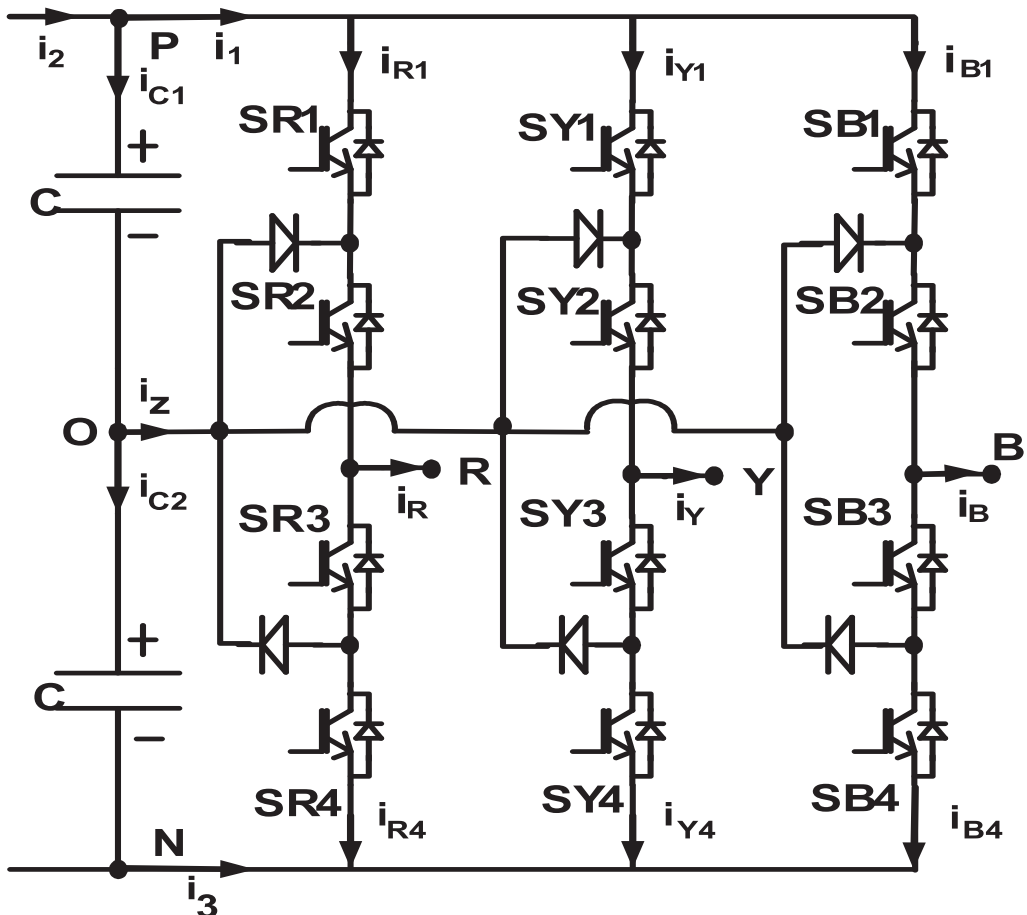 i2 P i1 iR1 iY1 iB1
iC1
+ SR1 SY1 SB1
C
−
SR2 SY2 SB2
iZ
O
R Y B
iC2 iR iY iB
SR3 SY3 SB3
+
C
−
SR4 SY4 SB4
iR4 iY4 iB4
N
i3